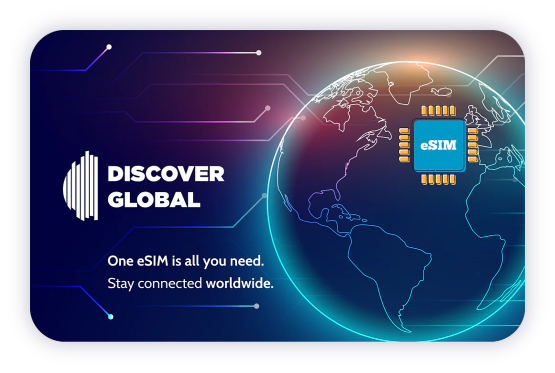 eSIM
DISCOVER
GLOBAL
One eSIM is all you need.
Stay connected worldwide.